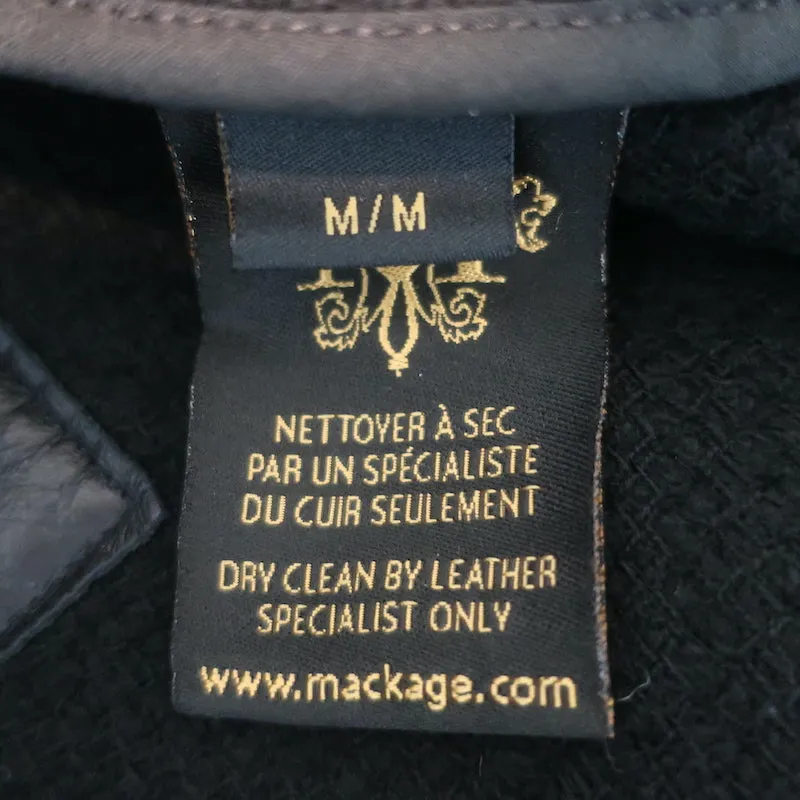 M/M
NETTOYER À SEC
PAR UN SPÉCIALISTE
DU CUIR SEULEMENT
DRY CLEAN BY LEATHER
SPECIALIST ONLY
www.mackage.com